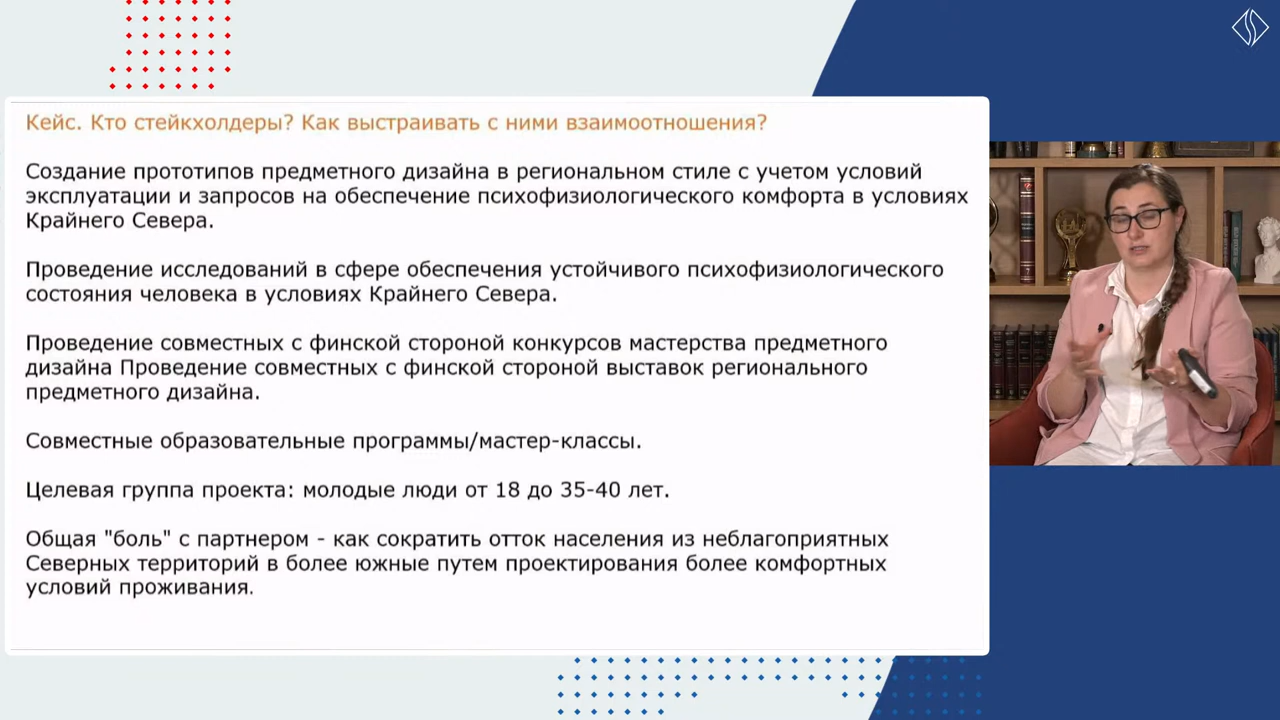 Кейс. Кто стейкхолдеры? Как выстраивать с ними взаимоотношения?
Создание прототипов предметного дизайна в региональном стиле с учетом условий
эксплуатации и запросов на обеспечение психофизиологического комфорта в условиях
Крайнего Севера.
Проведение исследований в сфере обеспечения устойчивого психофизиологического
состояния человека в условиях Крайнего Севера.
Проведение совместных с финской стороной конкурсов мастерства предметного
дизайна Проведение совместных с финской стороной выставок регионального
предметного дизайна.
Совместные образовательные программы/мастер-классы.
Целевая группа проекта: молодые люди от 18 до 35-40 лет.
Общая "боль" с партнером - как сократить отток населения из неблагоприятных
Северных территорий в более южные путем проектирования более комфортных
условий проживания.